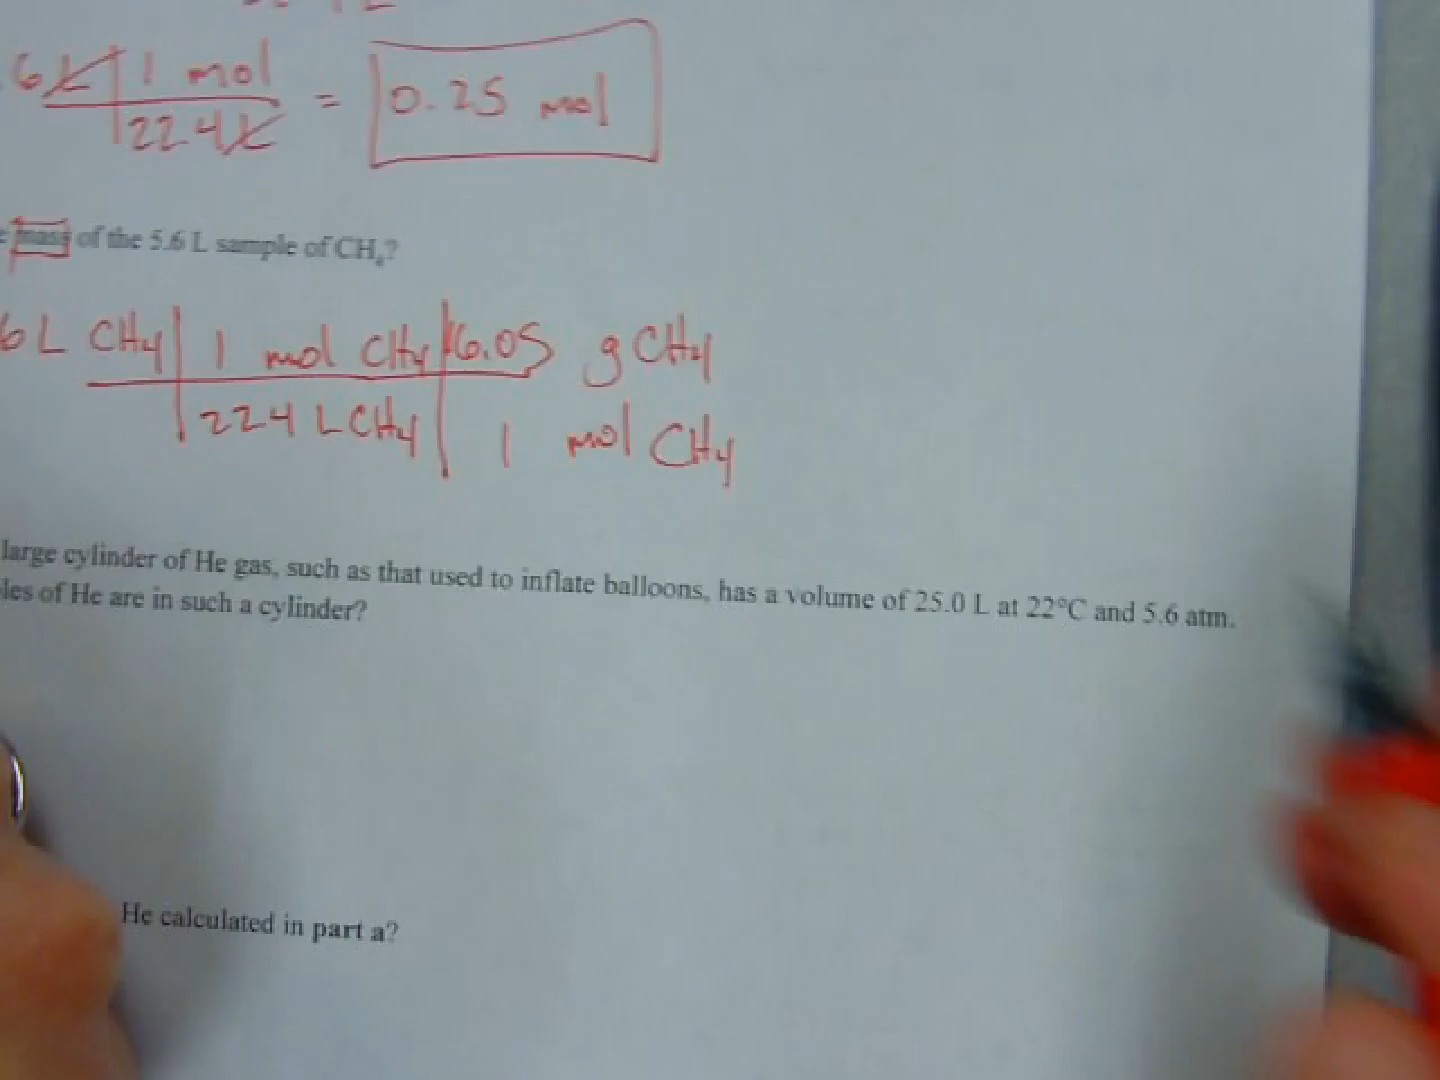 6 L 1 mol
22 4 L = 0.25 mol
mass of the 5.6 L sample of CH4?
6 L CH4 1 mol CH4 16.05 g CH4
22 4 L CH4 1 mol CH4
large cylinder of He gas, such as that used to inflate balloons, has a volume of 25.0 L at 22°C and 5.6 atm.
les of He are in such a cylinder?
He calculated in part a?